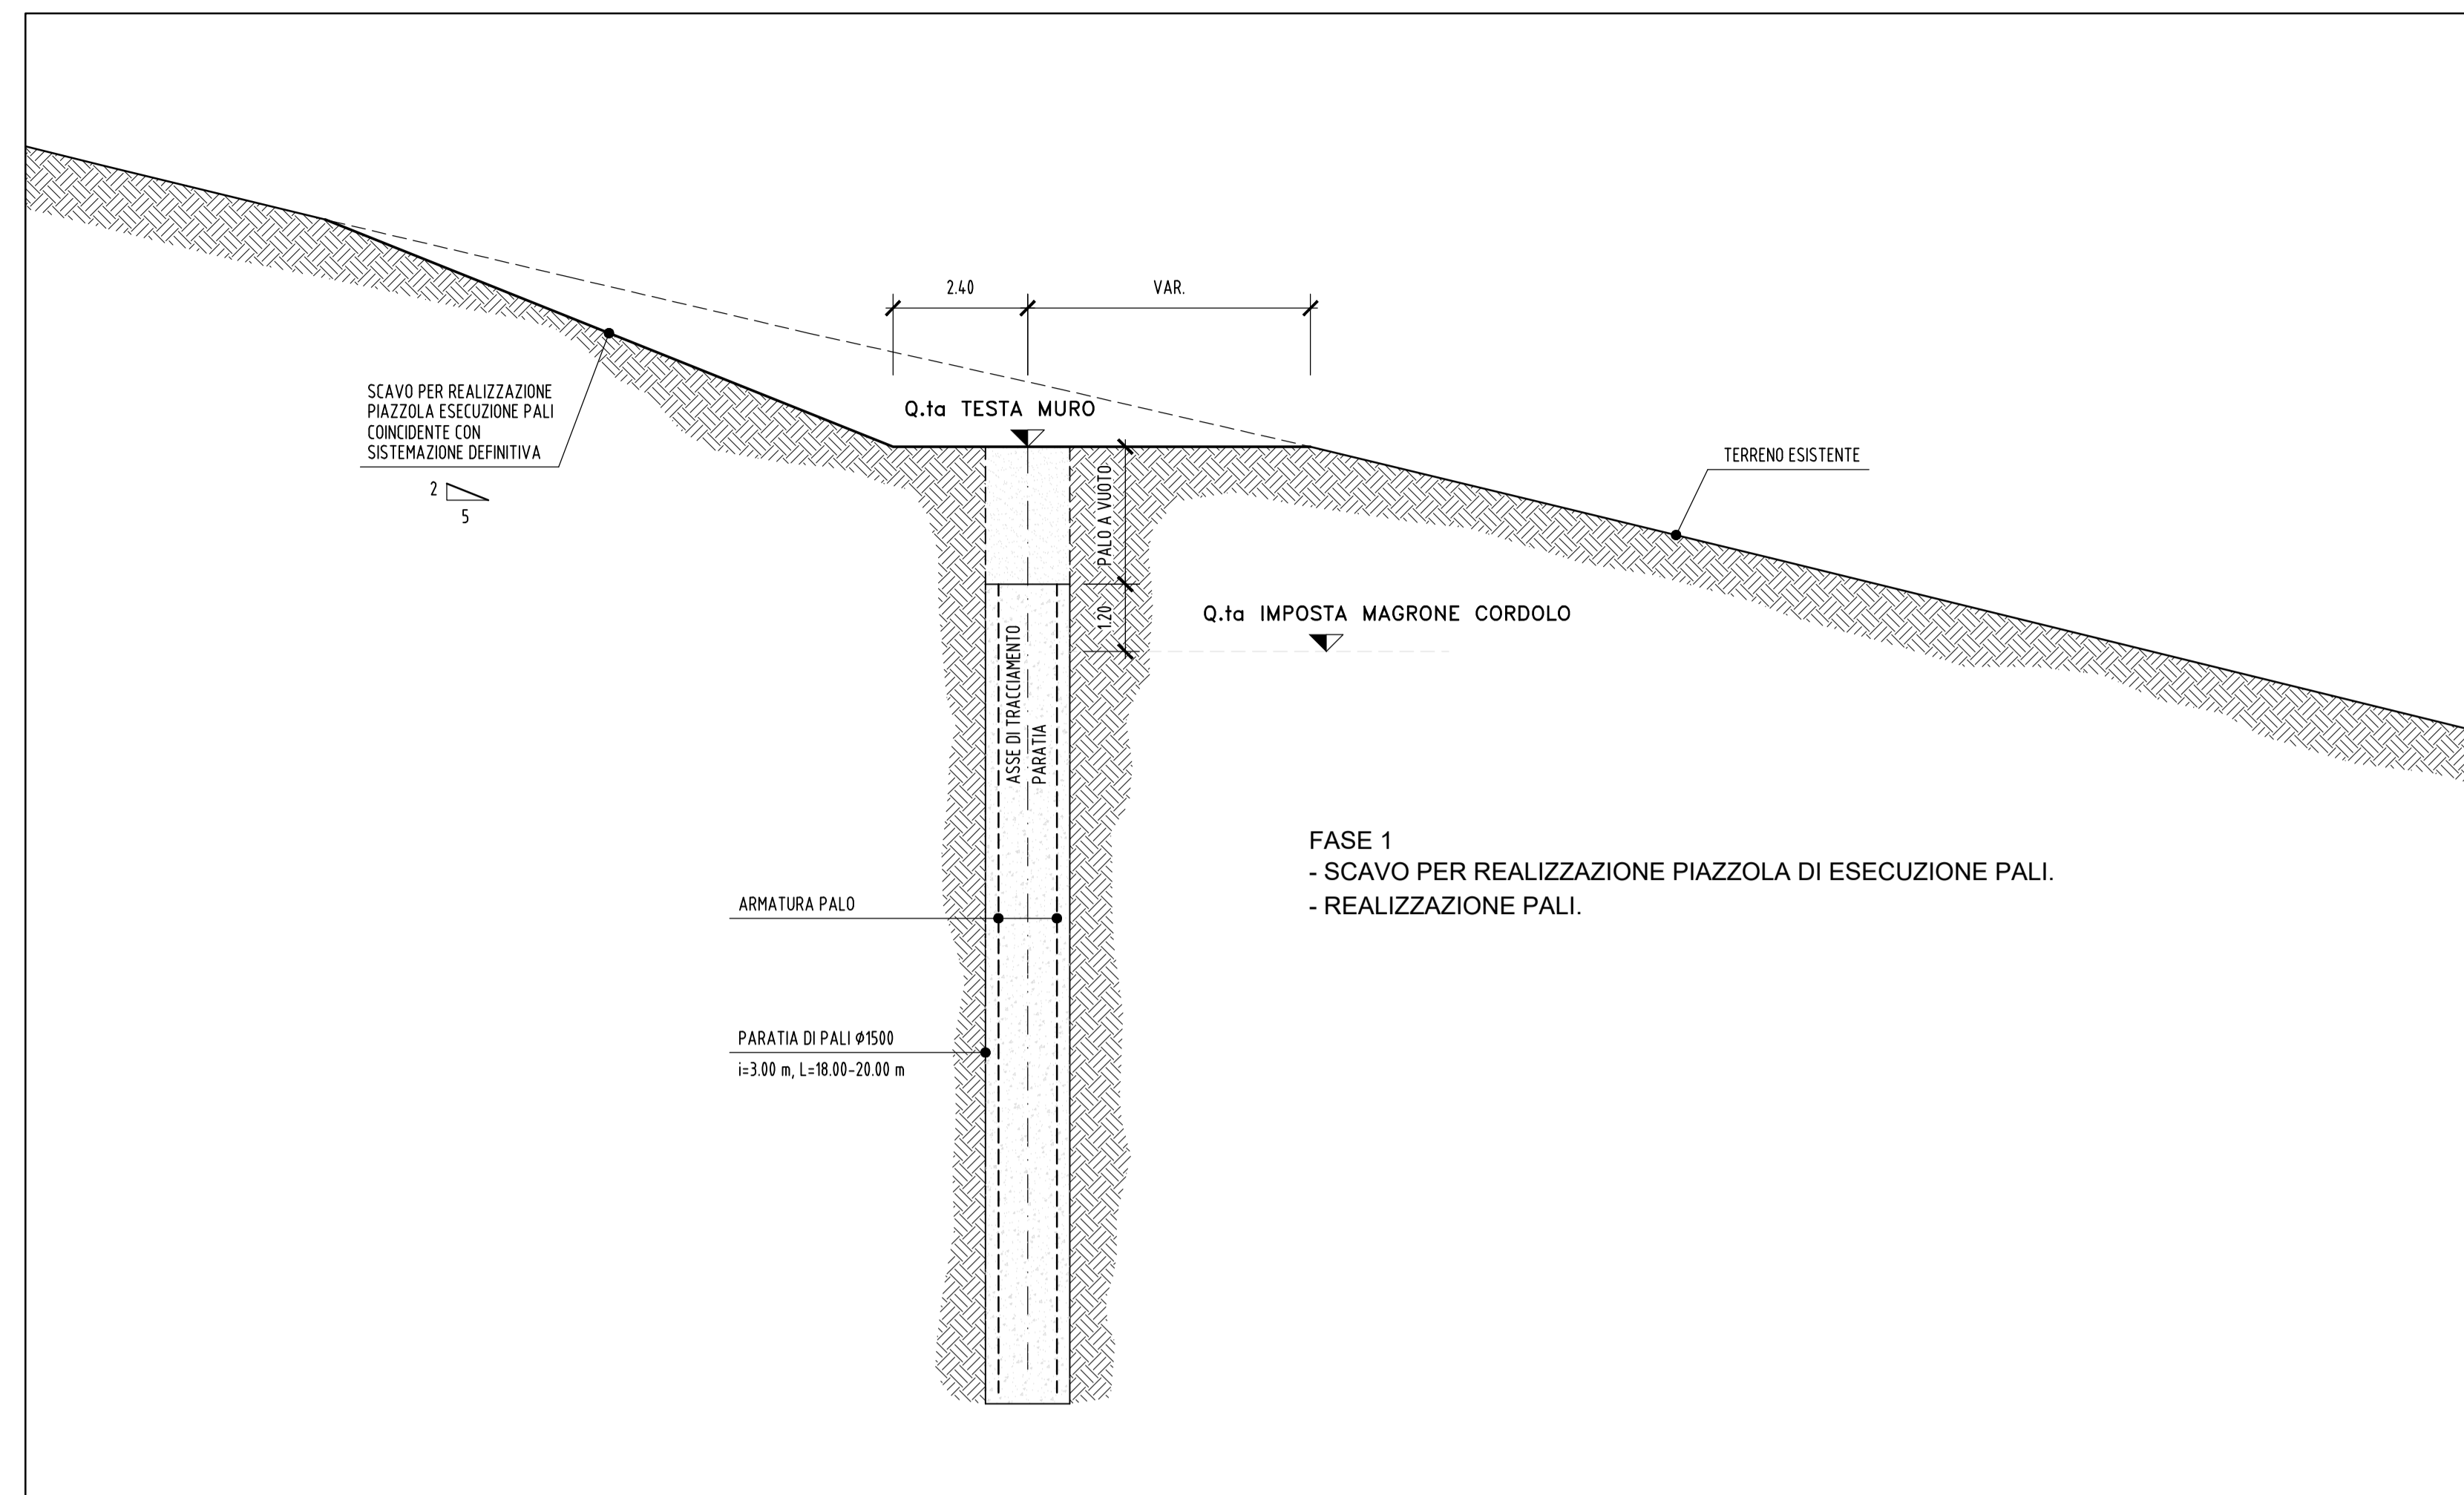 2.40
VAR.
Q.ta TESTA MURO
SCAVO PER REALIZZAZIONE
PIAZZOLA ESECUZIONE PALI
COINCIDENTE CON
SISTEMAZIONE DEFINITIVA
2
5
TERRENO ESISTENTE
PALO A VUOTO
1.20
Q.ta IMPOSTA MAGRONE CORDOLO
ASSE DI TRACCIAMENTO
PARATIA
FASE 1
- SCAVO PER REALIZZAZIONE PIAZZOLA DI ESECUZIONE PALI.
- REALIZZAZIONE PALI.
ARMATURA PALO
PARATIA DI PALI ϕ1500
i=3.00 m, L=18.00-20.00 m